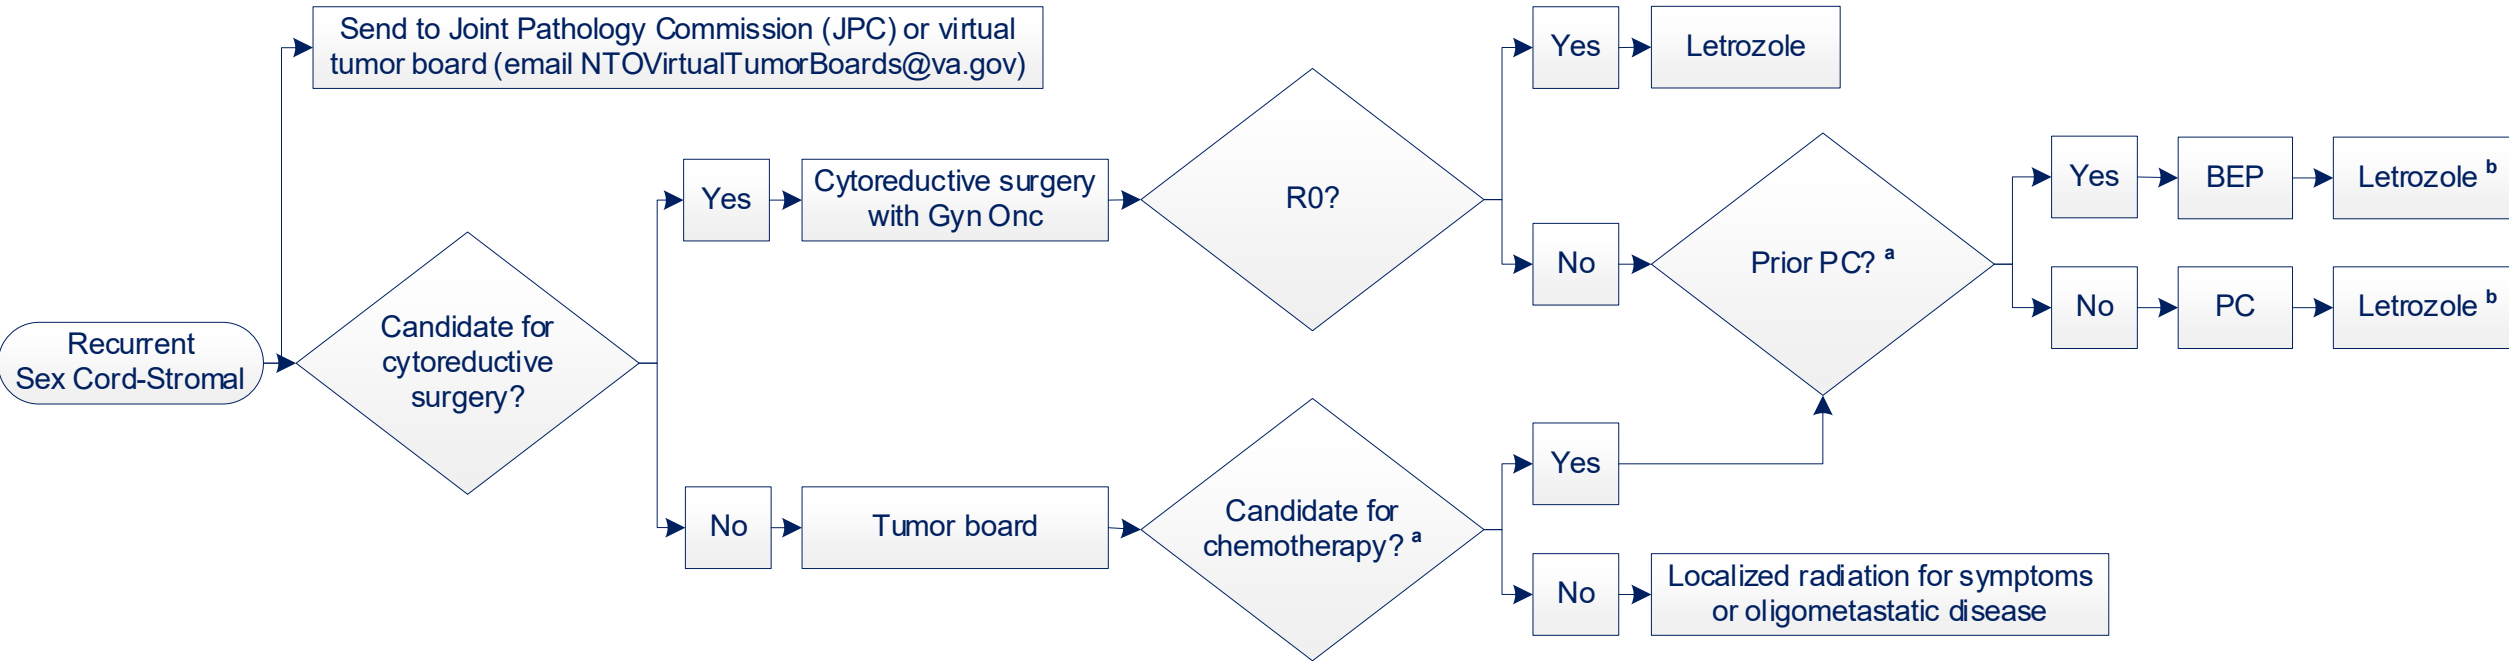 Send to Joint Pathology Commission (JPC) or virtual
tumor board (email NTOVirtualTumorBoards@va.gov)
Recurrent
Sex Cord-Stromal
Candidate for
cytoreductive
surgery?
Yes
Cytoreductive surgery
with Gyn Onc
R0?
Yes
Letrozole
No
Prior PC? a
Yes
BEP
Letrozole b
No
PC
Letrozole b
No
Tumor board
Candidate for
chemotherapy? a
Yes
No
Localized radiation for symptoms
or oligometastatic disease